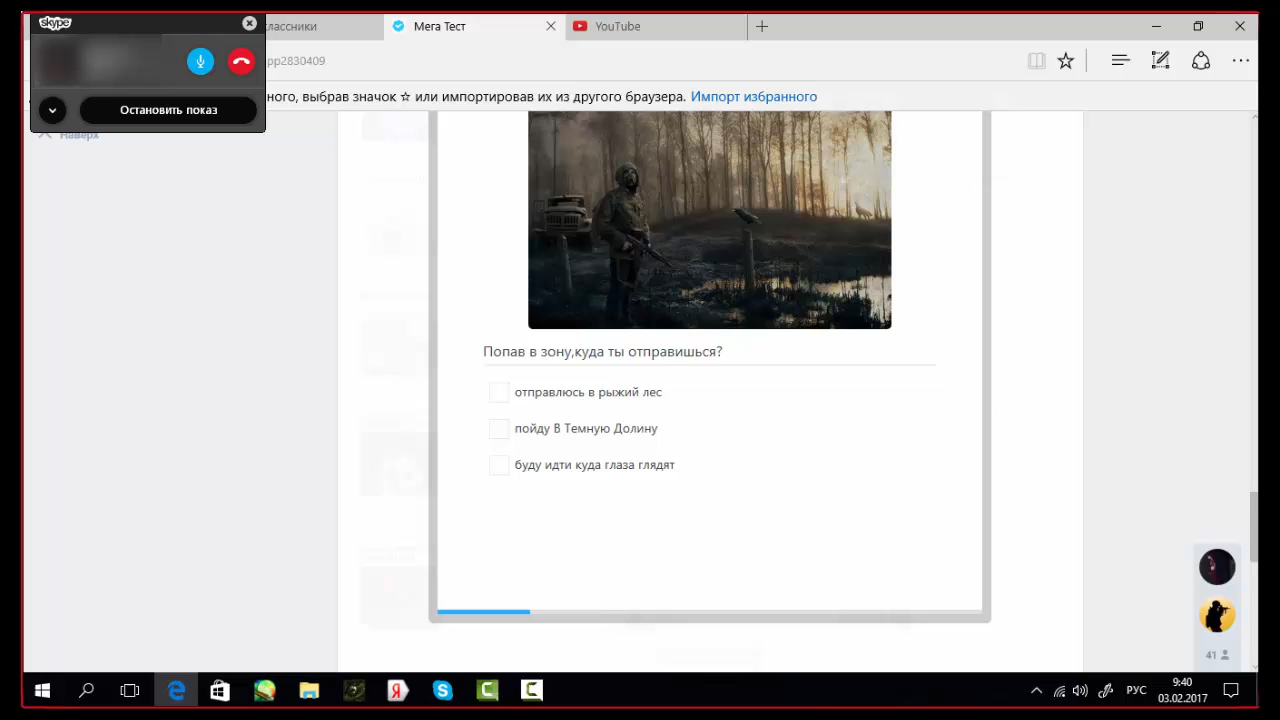 skype
лассники
Мега Тест
YouTube
pp2830409
ного, выбрав значок ☆ или импортировав их из другого браузера. Импорт избранного
Остановить показ
Наверх
Попав в зону,куда ты отправишься?
отправлюсь в рыжий лес
пойду В Темную Долину
буду идти куда глаза глядят
41
РУС
9:40
03.02.2017